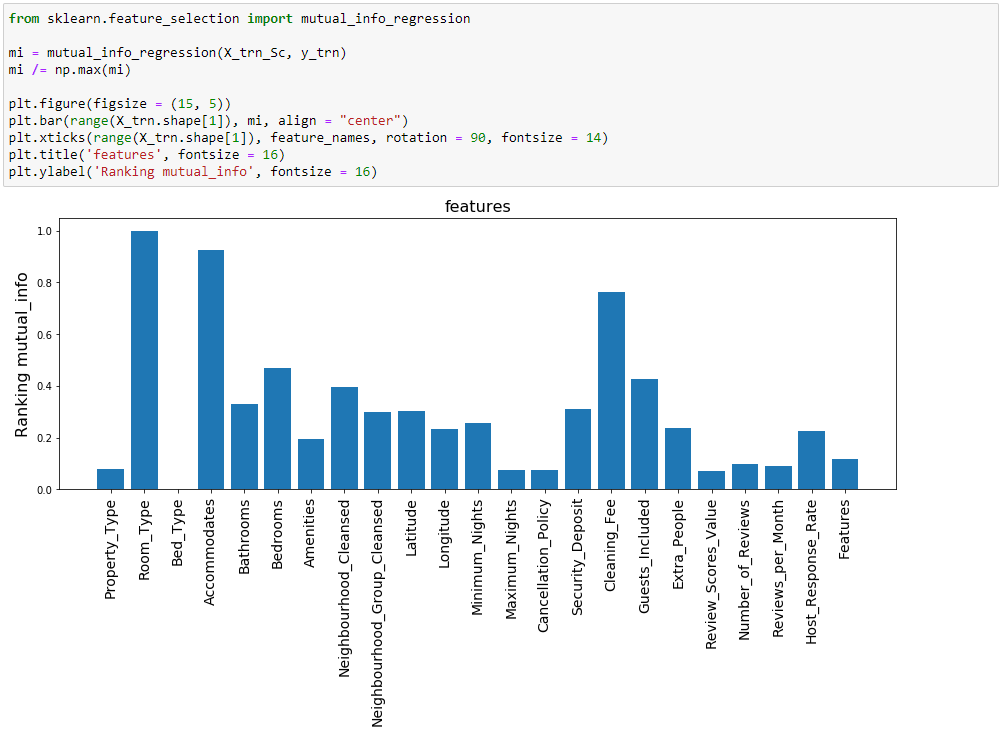 from sklearn.feature_selection import mutual_info_regression
mi = mutual_info_regression(X_trn_Sc, y_trn)
mi /= np.max(mi)
plt.figure(figsize = (15, 5))
plt.bar(range(X_trn.shape[1]), mi, align = "center")
plt.xticks(range(X_trn.shape[1]), feature_names, rotation = 90, fontsize = 14)
plt.title('features', fontsize = 16)
plt.ylabel('Ranking mutual_info', fontsize = 16)
features
Ranking mutual_info
1.0
0.8
0.6
0.4
0.2
0.0
Property_Type
Room_Type
Bed_Type
Accommodates
Bathrooms
Bedrooms
Amenities
Neighbourhood_Cleansed
Neighbourhood_Group_Cleansed
Latitude
Longitude
Minimum_Nights
Maximum_Nights
Cancellation_Policy
Security_Deposit
Cleaning_Fee
Guests_Included
Extra_People
Review_Scores_Value
Number_of_Reviews
Reviews_per_Month
Host_Response_Rate
Features